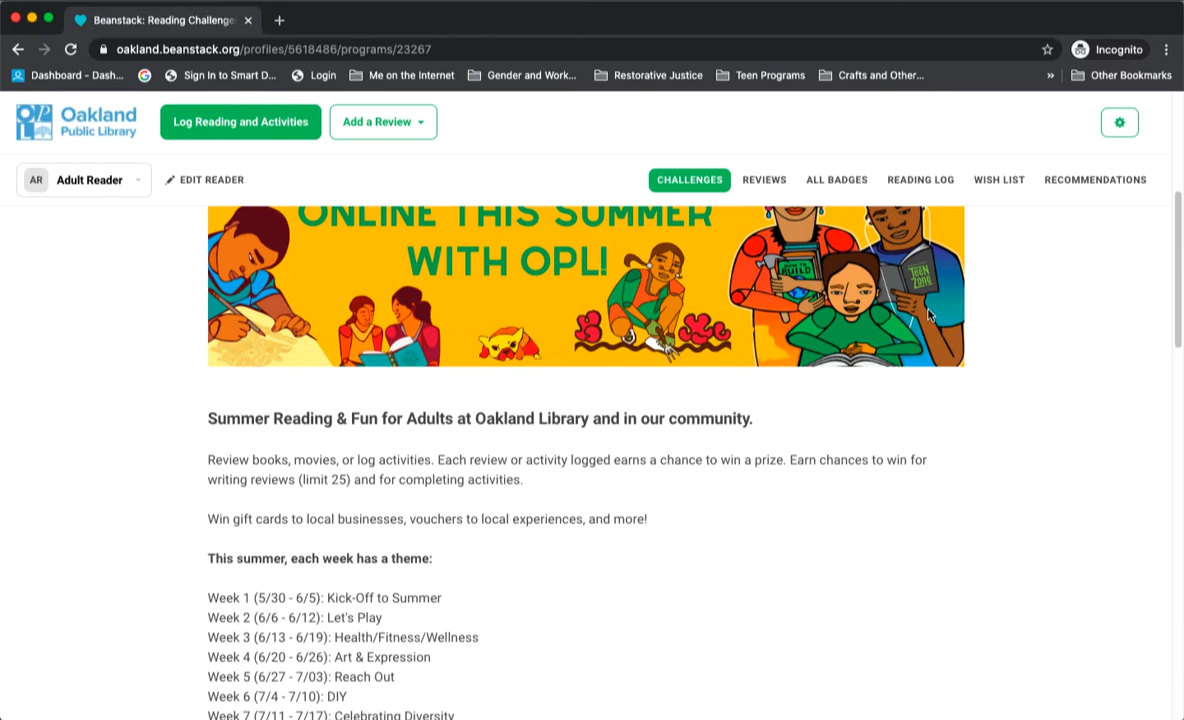 Beanstack: Reading Challenge
oakland.beanstack.org/profiles/5618486/programs/23267
Incognito
Dashboard - Dash...
Sign In to Smart D...
Login
Me on the Internet
Gender and Work...
Restorative Justice
Teen Programs
Crafts and Other...
»
Other Bookmarks
OPL
Oakland
Public Library
Log Reading and Activities
Add a Review
AR
Adult Reader
EDIT READER
CHALLENGES
REVIEWS
ALL BADGES
READING LOG
WISH LIST
RECOMMENDATIONS
ONLINE THIS SUMMER
WITH OPL!
BUILD
TEEN
ZONE
Summer Reading & Fun for Adults at Oakland Library and in our community.
Review books, movies, or log activities. Each review or activity logged earns a chance to win a prize. Earn chances to win for
writing reviews (limit 25) and for completing activities.
Win gift cards to local businesses, vouchers to local experiences, and more!
This summer, each week has a theme:
Week 1 (5/30 - 6/5): Kick-Off to Summer
Week 2 (6/6 - 6/12): Let's Play
Week 3 (6/13 - 6/19): Health/Fitness/Wellness
Week 4 (6/20 - 6/26): Art & Expression
Week 5 (6/27 - 7/03): Reach Out
Week 6 (7/4 - 7/10): DIY
Week 7 (7/11 - 7/17): Celebrating Diversity